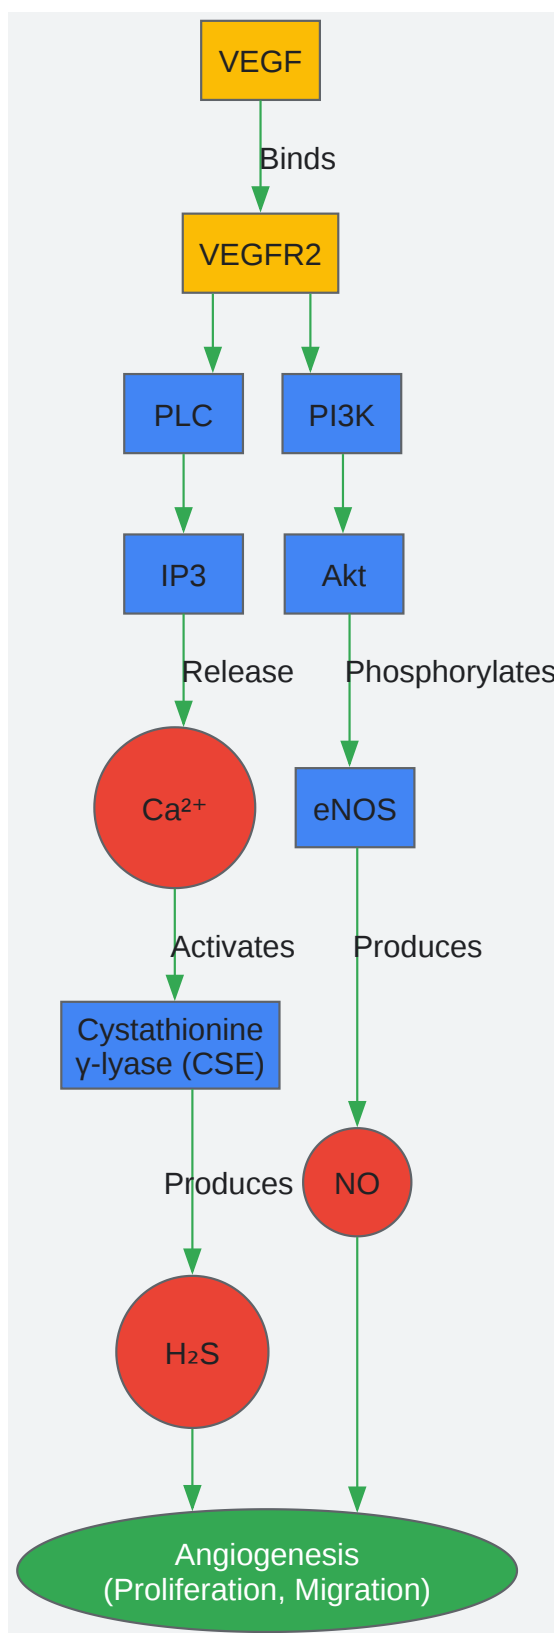 VEGF
Binds
VEGFR2
PLC
PI3K
IP3
Akt
Release
Phosphorylates
Ca²⁺
eNOS
Activates
Produces
Cystathionine
γ-lyase (CSE)
Produces
NO
H₂S
Angiogenesis
(Proliferation, Migration)